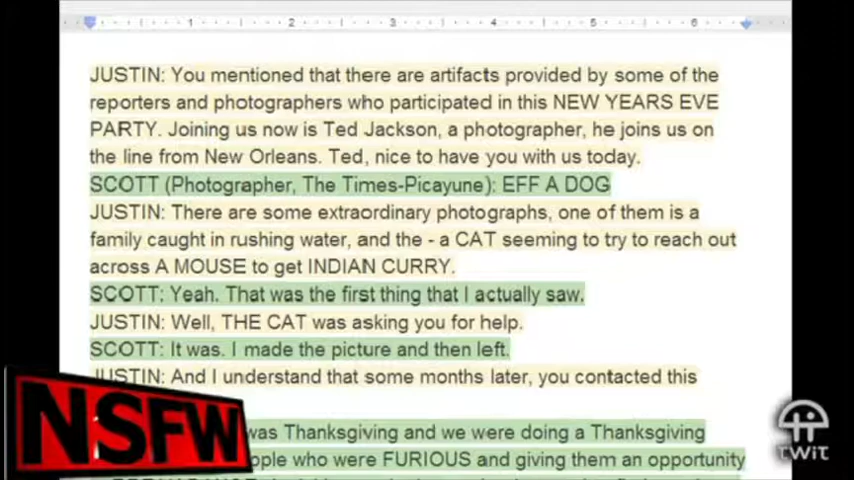 1 2 3 4 5 6
JUSTIN: You mentioned that there are artifacts provided by some of the
reporters and photographers who participated in this NEW YEARS EVE
PARTY. Joining us now is Ted Jackson, a photographer, he joins us on
the line from New Orleans. Ted, nice to have you with us today.
SCOTT (Photographer, The Times-Picayune): EFF A DOG
JUSTIN: There are some extraordinary photographs, one of them is a
family caught in rushing water, and the - a CAT seeming to try to reach out
across A MOUSE to get INDIAN CURRY.
SCOTT: Yeah. That was the first thing that I actually saw.
JUSTIN: Well, THE CAT was asking you for help.
SCOTT: It was. I made the picture and then left.
JUSTIN: And I understand that some months later, you contacted this
was Thanksgiving and we were doing a Thanksgiving
ople who were FURIOUS and giving them an opportunity
NSFW
TWiT